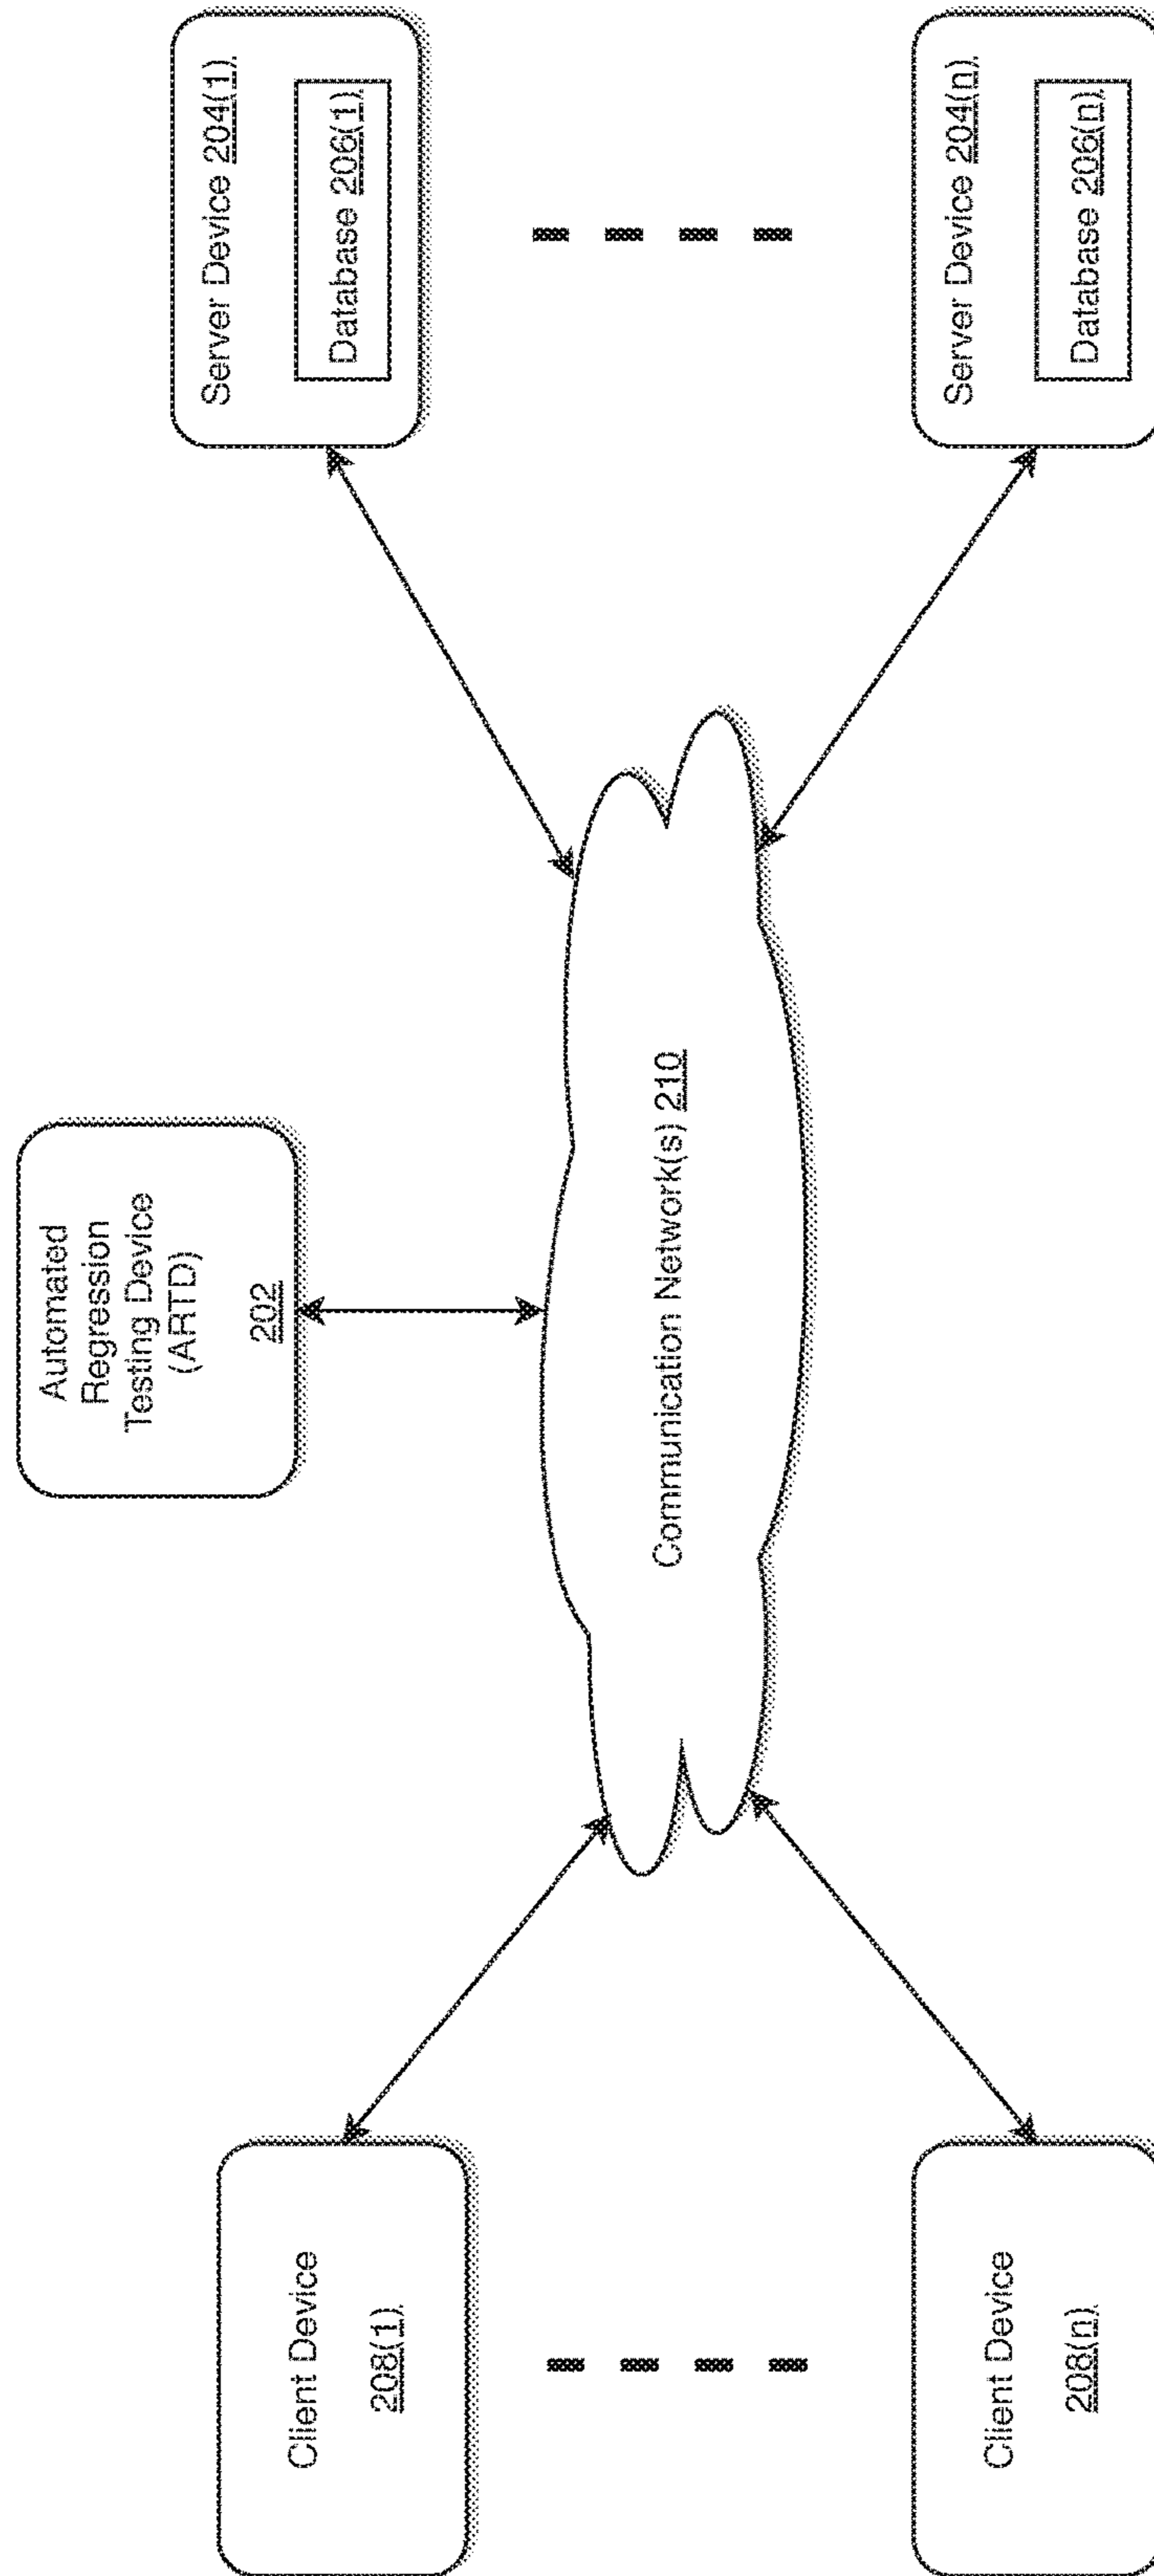 Automated
Regression
Testing Device
(ARTD)
202
Client Device
208(1)
Client Device
208(n)
Communication Network(s) 210
Server Device 204(1)
Database 206(1)
Server Device 204(n)
Database 206(n)